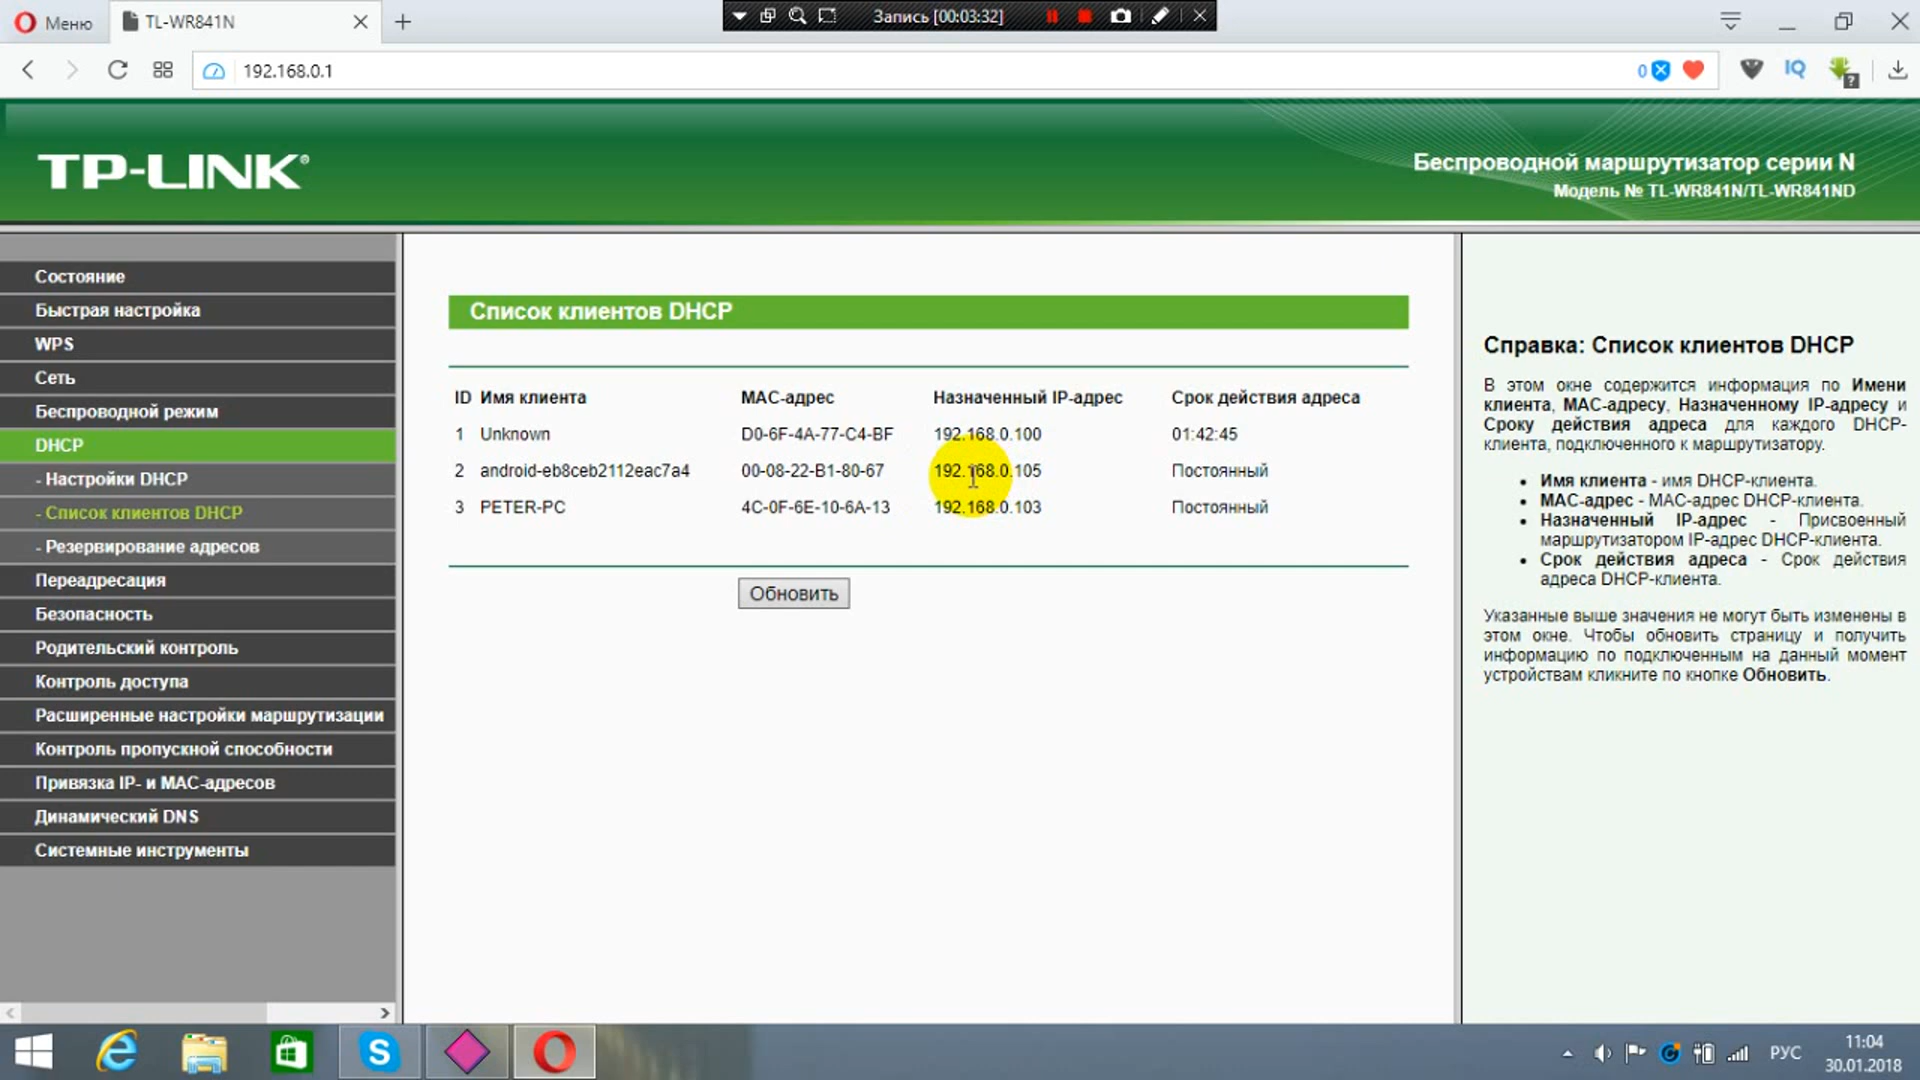 Меню
TL-WR841N
Запись [00:03:32]
192.168.0.1
0
IQ
?
TP-LINK®
Беспроводной маршрутизатор серии N
Модель № TL-WR841N/TL-WR841ND
Состояние
Быстрая настройка
WPS
Сеть
Беспроводной режим
DHCP
- Настройки DHCP
- Список клиентов DHCP
- Резервирование адресов
Переадресация
Безопасность
Родительский контроль
Контроль доступа
Расширенные настройки маршрутизации
Контроль пропускной способности
Привязка IP- и MAC-адресов
Динамический DNS
Системные инструменты
Список клиентов DHCP
ID Имя клиента MAC-адрес Назначенный IP-адрес Срок действия адреса
1 Unknown D0-6F-4A-77-C4-BF 192.168.0.100 01:42:45
2 android-eb8ceb2112eac7a4 00-08-22-B1-80-67 192.168.0.105 Постоянный
3 PETER-PC 4C-0F-6E-10-6A-13 192.168.0.103 Постоянный
Обновить
Справка: Список клиентов DHCP
В этом окне содержится информация по Имени
клиента, MAC-адресу, Назначенному IP-адресу и
Сроку действия адреса для каждого DHCP-
клиента, подключенного к маршрутизатору.
• Имя клиента - имя DHCP-клиента.
• MAC-адрес - MAC-адрес DHCP-клиента.
• Назначенный IP-адрес - Присвоенный
маршрутизатором IP-адрес DHCP-клиента.
• Срок действия адреса - Срок действия
адреса DHCP-клиента.
Указанные выше значения не могут быть изменены в
этом окне. Чтобы обновить страницу и получить
информацию по подключенным на данный момент
устройствам кликните по кнопке Обновить.
РУС
11:04
30.01.2018